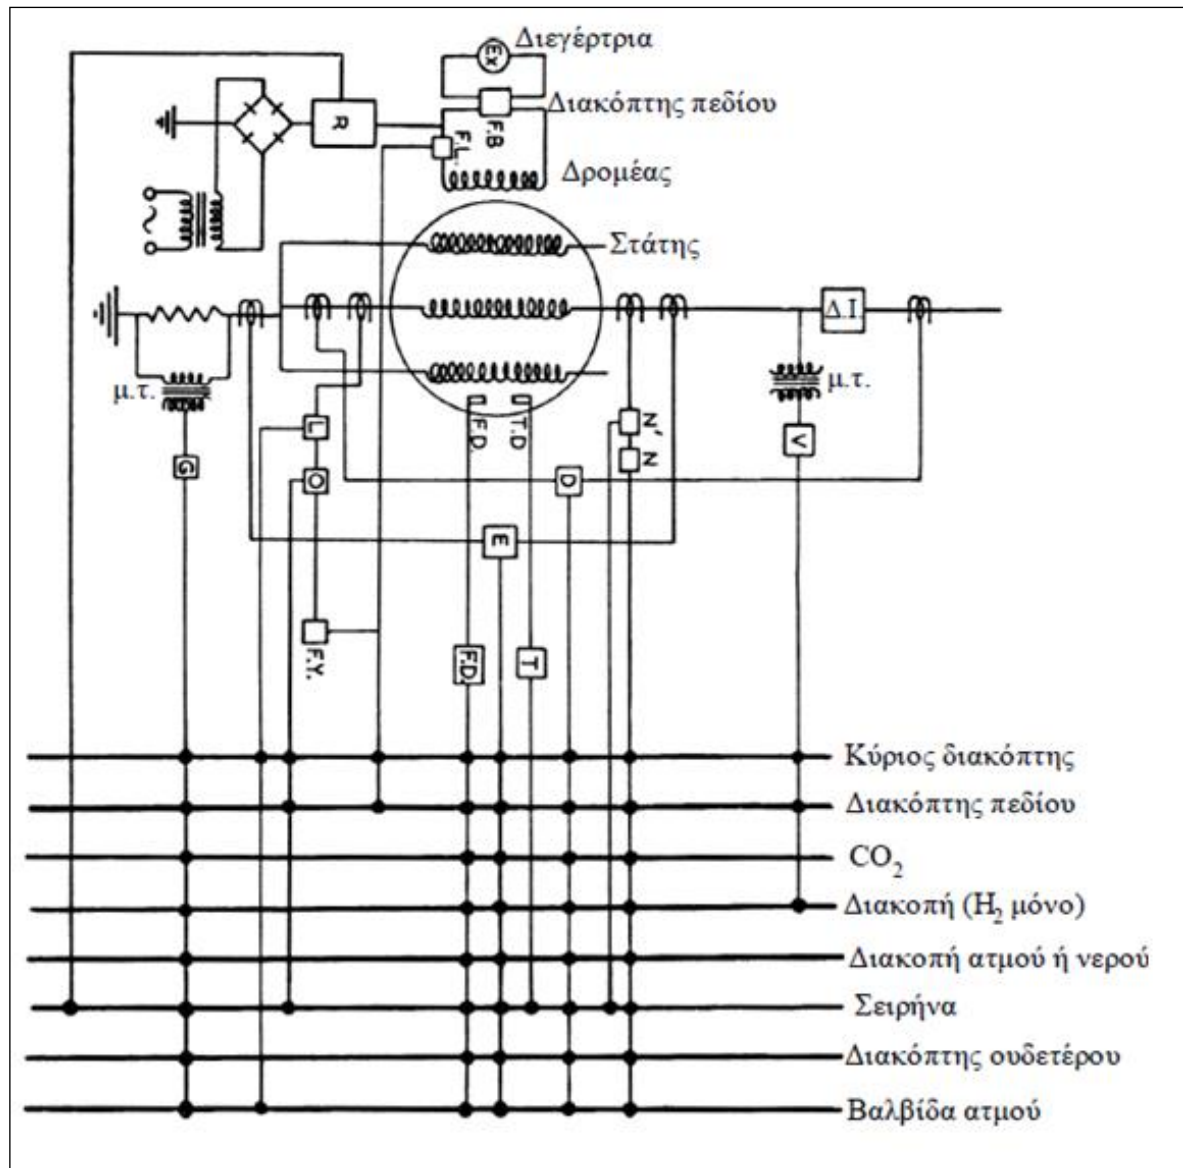 Διεγέρτρια
Ex
Διακόπτης πεδίου
R
F.B
F.L.
Δρομέας
Στάτης
Δ.Ι.
μ.τ.
μ.τ.
F.D.
T.D
N'
L
V
N
G
O
D
E
F.Y.
F.D.
T
Κύριος διακόπτης
Διακόπτης πεδίου
CO2
Διακοπή (H2 μόνο)
Διακοπή ατμού ή νερού
Σειρήνα
Διακόπτης ουδετέρου
Βαλβίδα ατμού